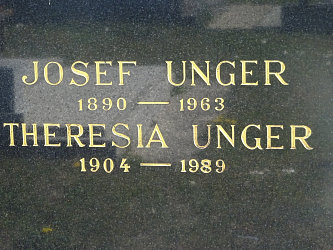 JOSEF UNGER
1890 — 1963
THERESIA UNGER
1904 — 1989